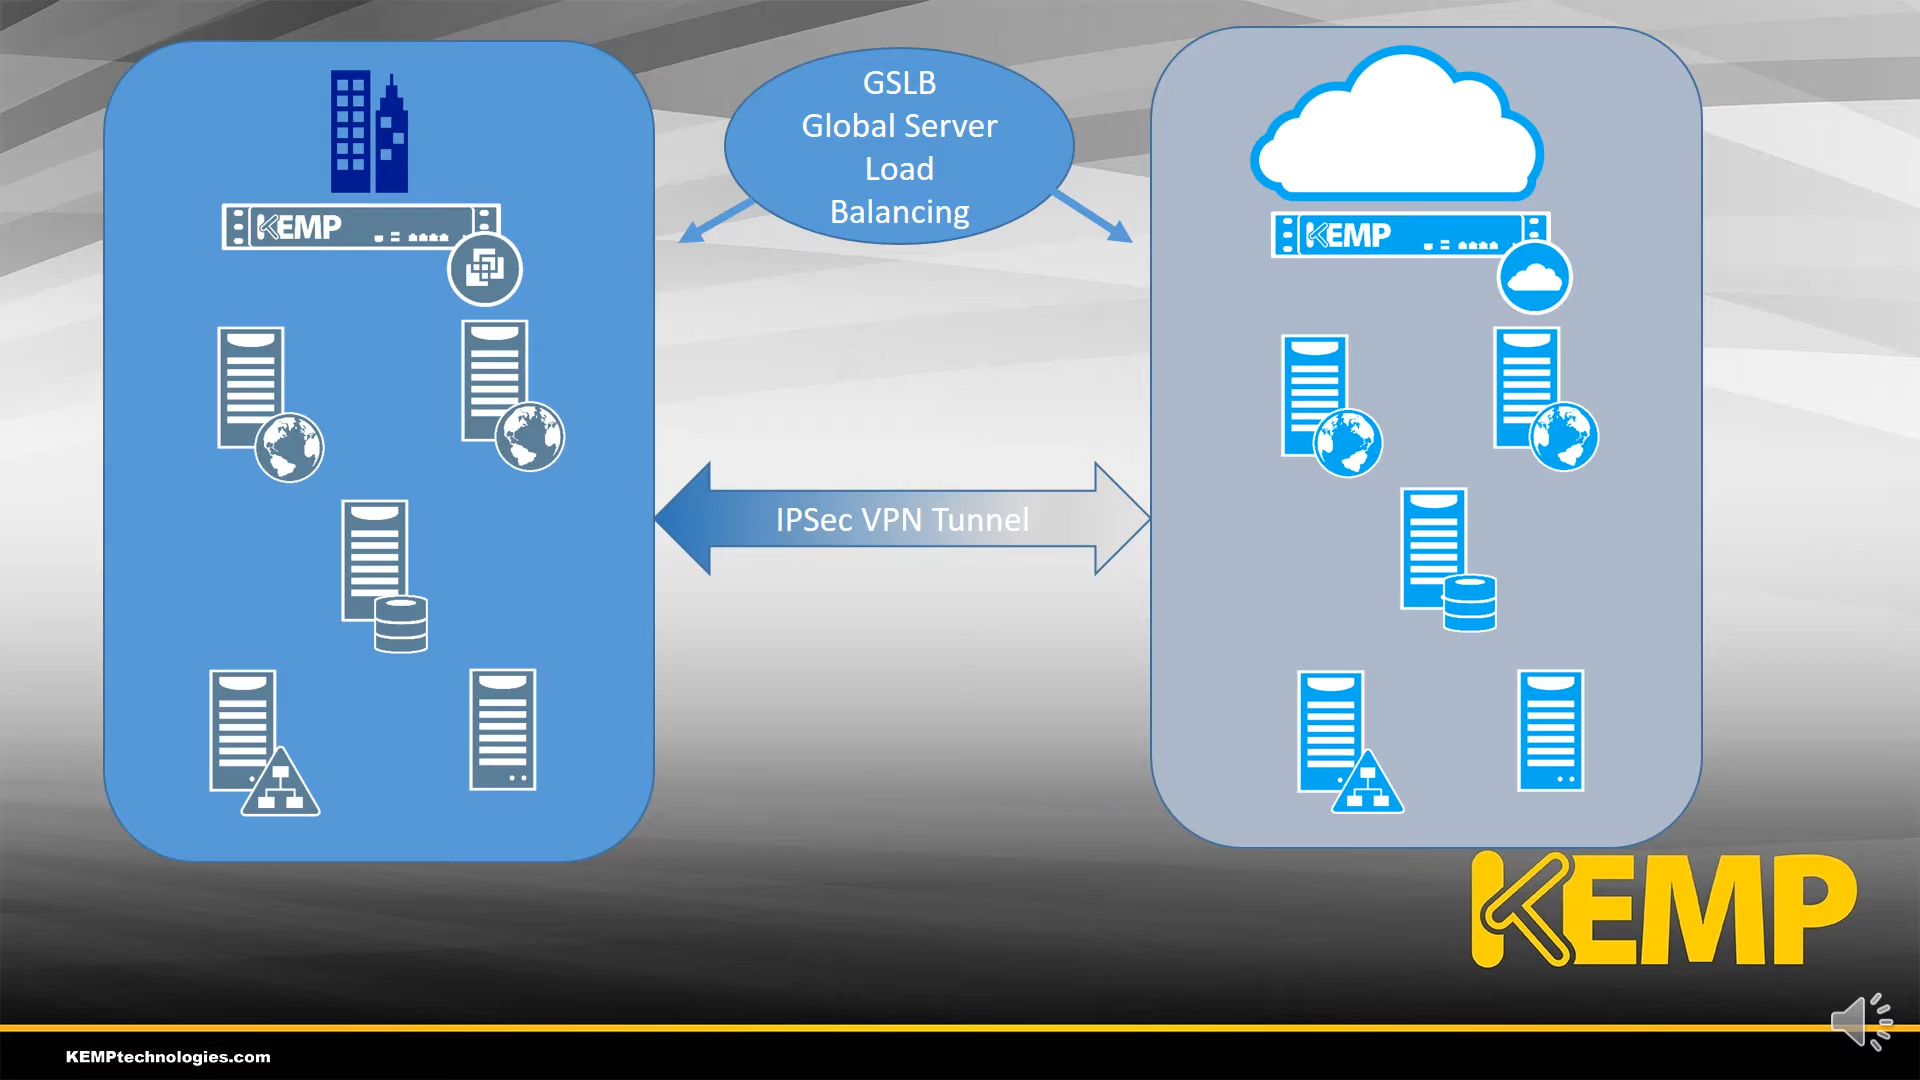 GSLB
Global Server
Load
Balancing
KEMP
KEMP
IPSec VPN Tunnel
KEMP
KEMPtechnologies.com